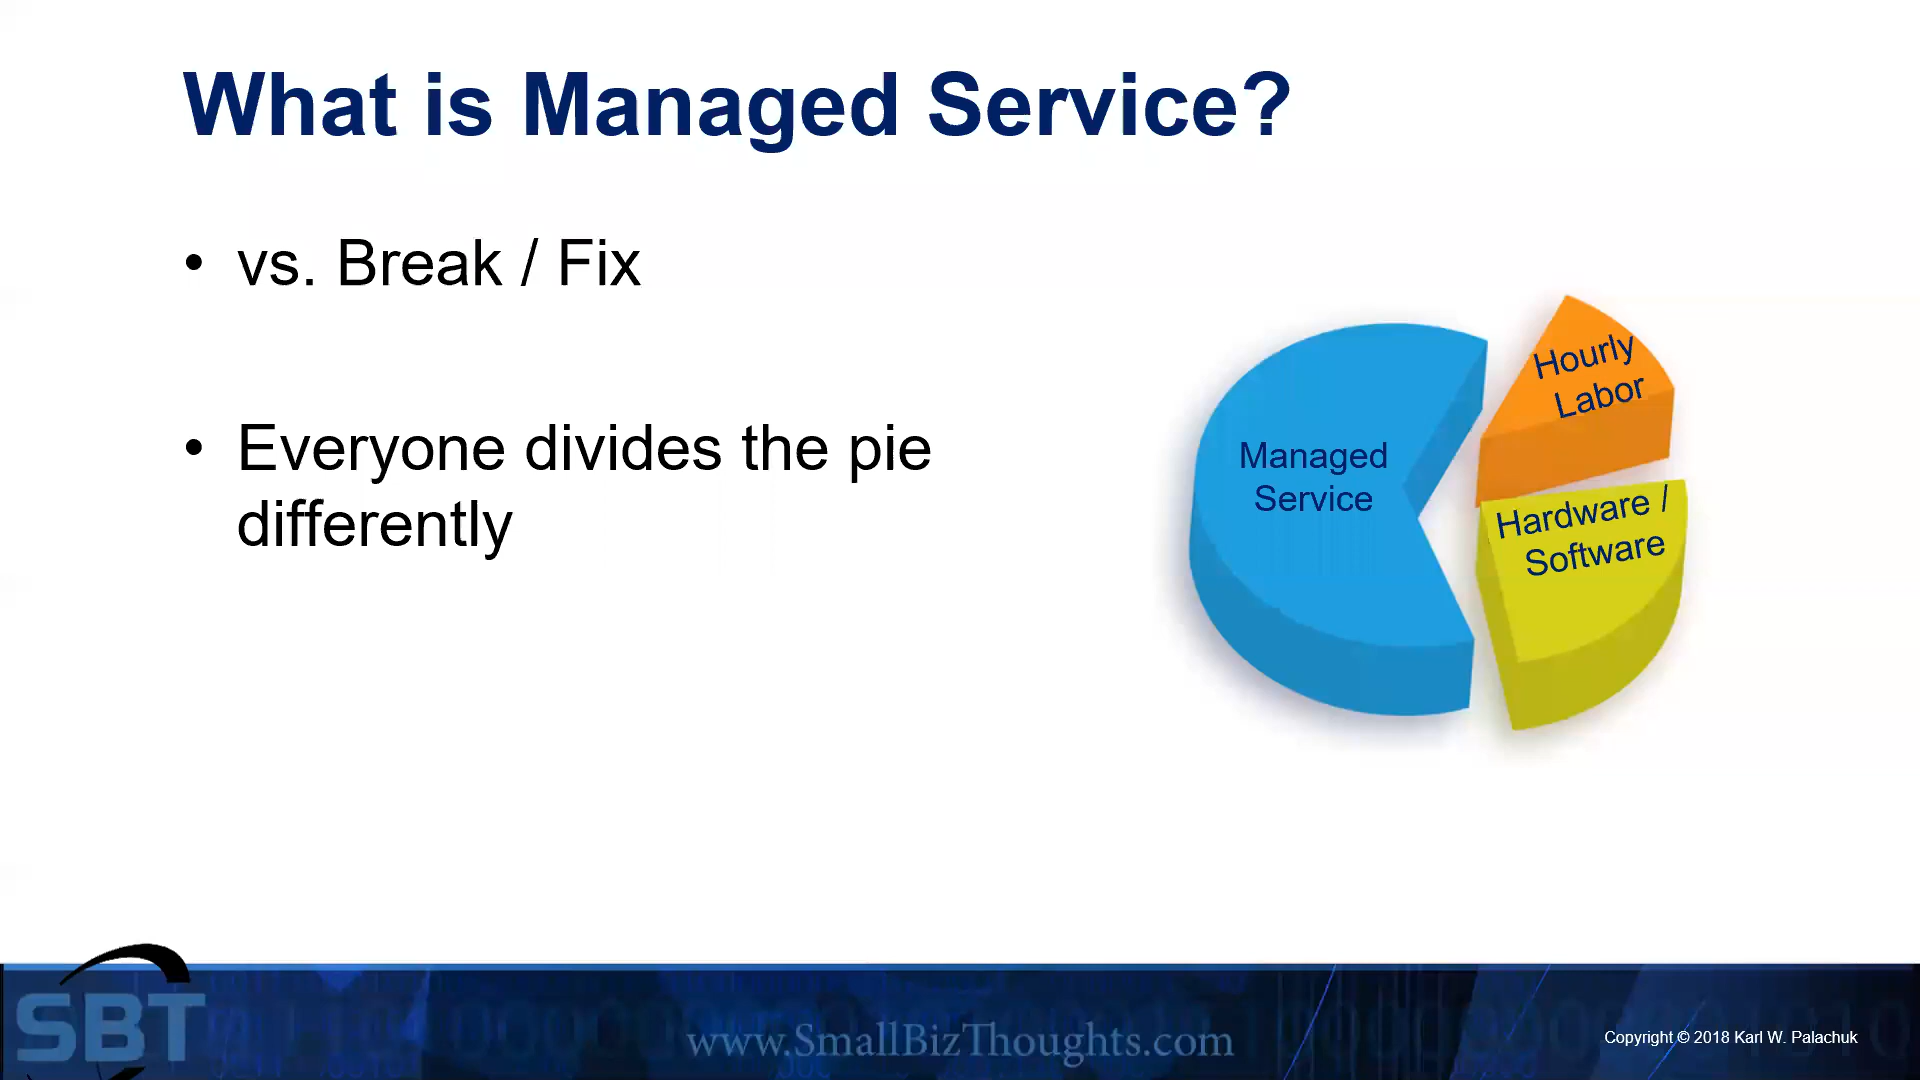 What is Managed Service?
• vs. Break / Fix
• Everyone divides the pie
differently
Managed
Service
Hourly
Labor
Hardware /
Software
SBT
www.SmallBizThoughts.com
Copyright © 2018 Karl W. Palachuk